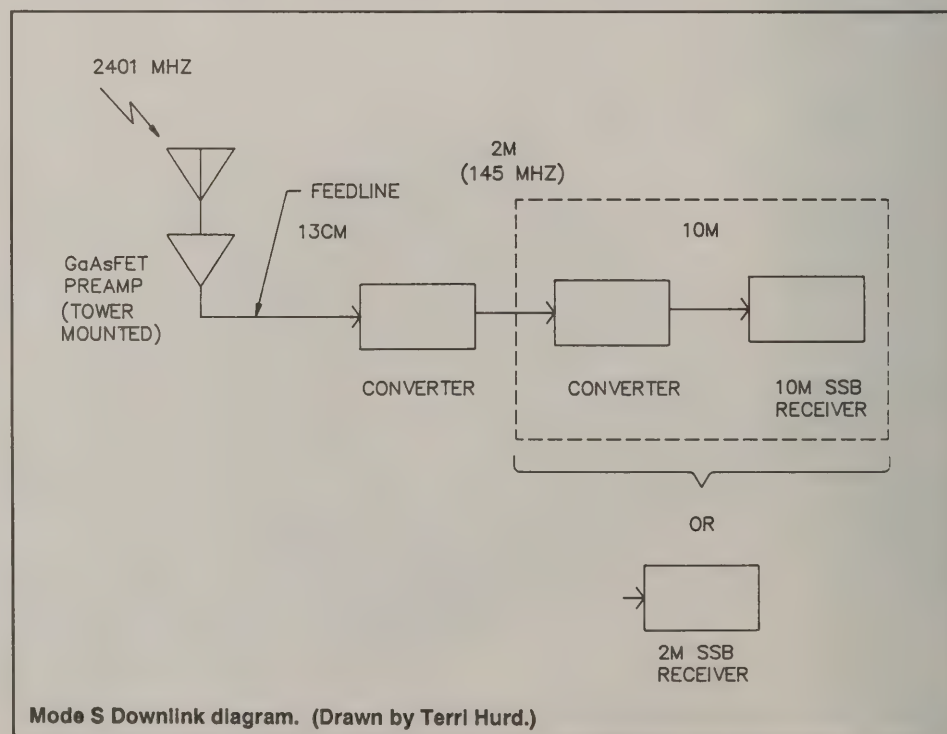 2401 MHZ
2M
(145 MHZ)
FEEDLINE
13CM
10M
GaAsFET
PREAMP
(TOWER
MOUNTED)
CONVERTER
CONVERTER
10M SSB
RECEIVER
OR
2M SSB
RECEIVER
Mode S Downlink diagram. (Drawn by Terri Hurd.)